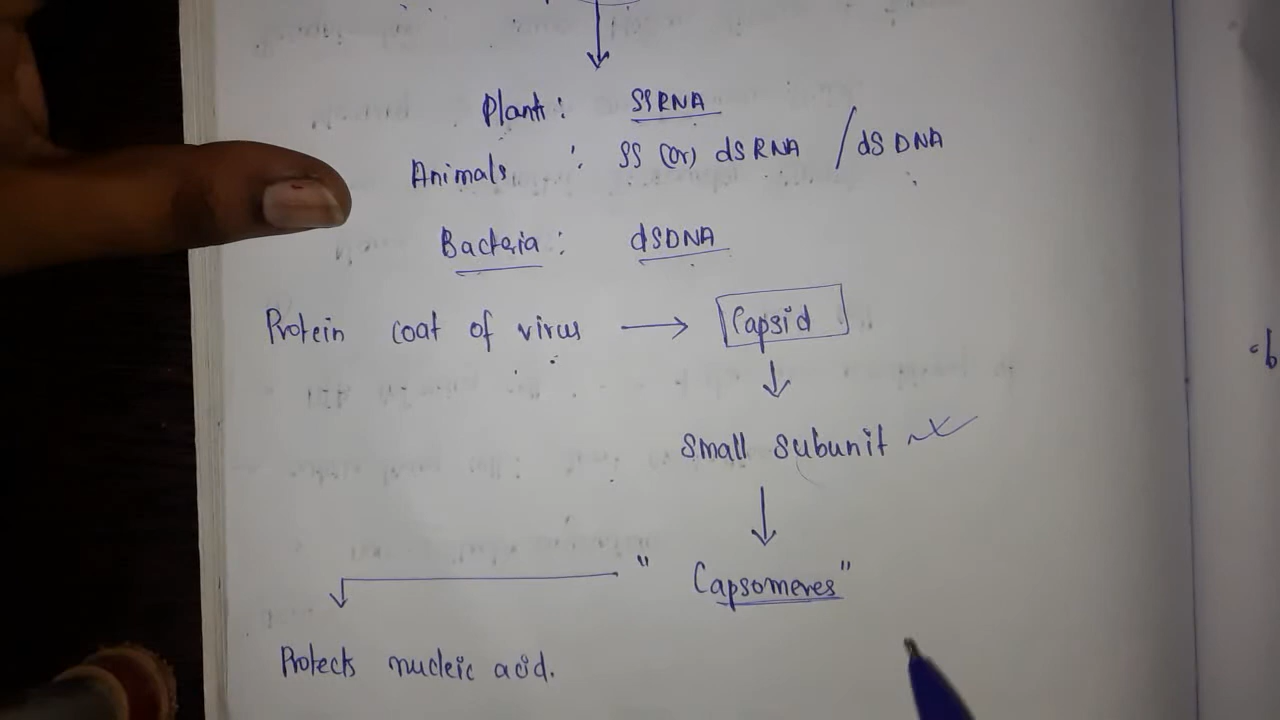 Plant : SSRNA
Animals : SS (or) dSRNA / dSDNA
Bacteria : dSDNA
Protein coat of virus → Capsid
↓
Small subunit
↓
" Capsomeres"
Protects nucleic acid.